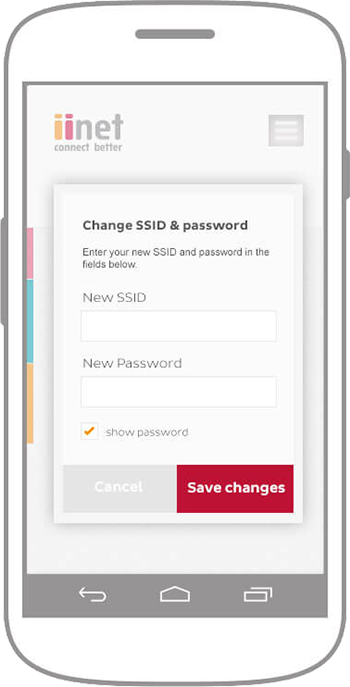 iinet
connect better
Change SSID & password
Enter your new SSID and password in the
fields below.
New SSID
New Password
show password
Cancel
Save changes